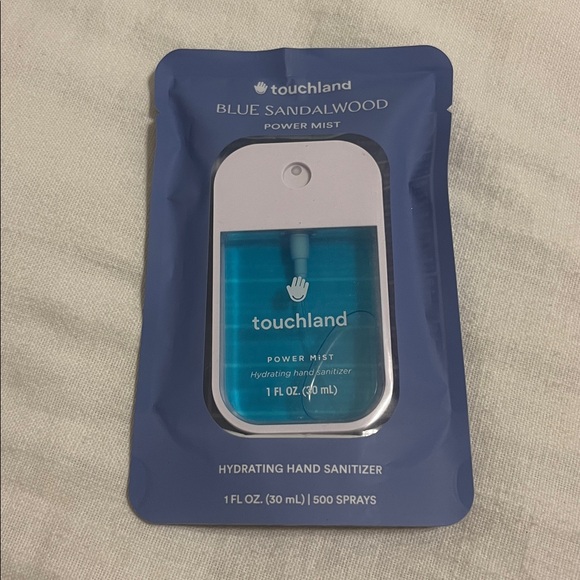 touchland
BLUE SANDALWOOD
POWER MIST
touchland
POWER MiST
Hydrating hand sanitizer
1 FL OZ. (30 mL)
HYDRATING HAND SANITIZER
1 FL OZ. (30 mL) | 500 SPRAYS